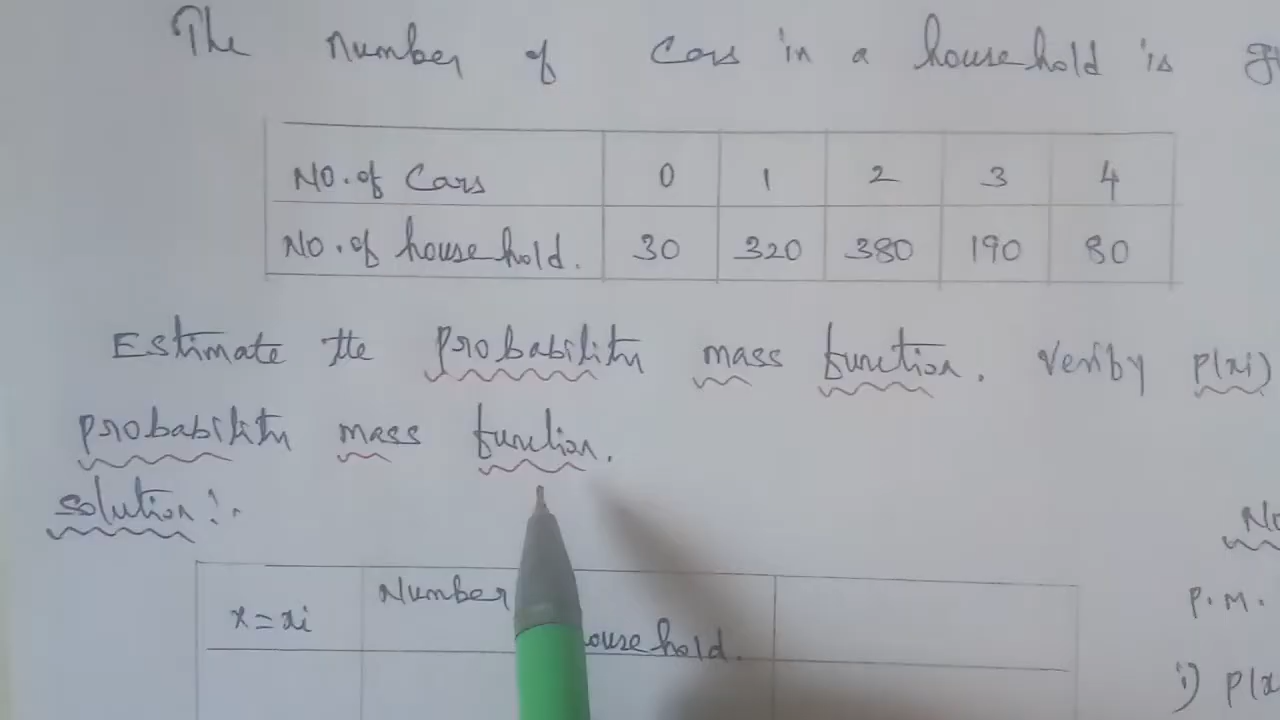 The number of Cars in a household is
NO. of Cars 0 1 2 3 4
NO. of household. 30 320 380 190 80
Estimate the probability mass function. Verify P(xi)
probability mass function.
solution:-
x = xi Number household.
P.M.
i) P(x